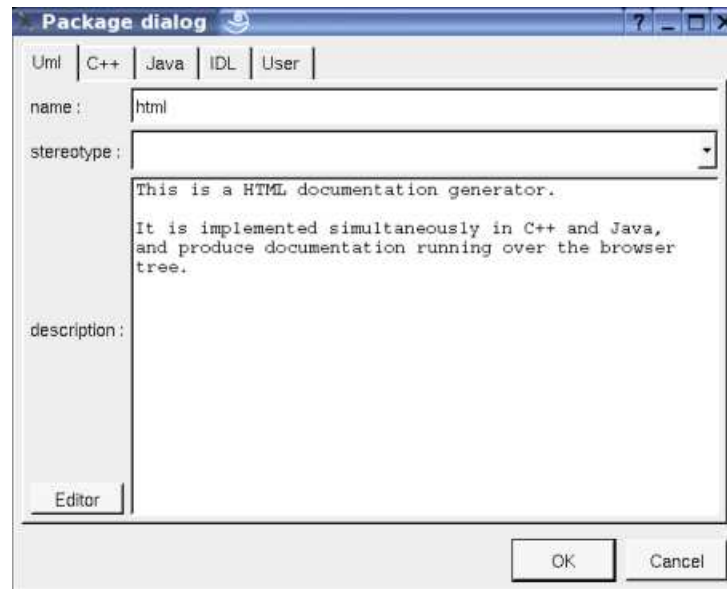 Package dialog
Uml C++ Java IDL User
name : html
stereotype :
This is a HTML documentation generator.
It is implemented simultaneously in C++ and Java,
and produce documentation running over the browser
tree.
description :
Editor
OK Cancel